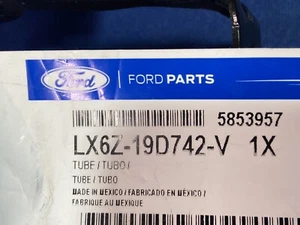 Ford
FORD PARTS
5853957
LX6Z-19D742-V 1X
TUBE / TUBO /
TUBE / TUBO
MADE IN MEXICO / FABRICADO EN MÉXICO /
FABRIQUE AU MEXIQUE